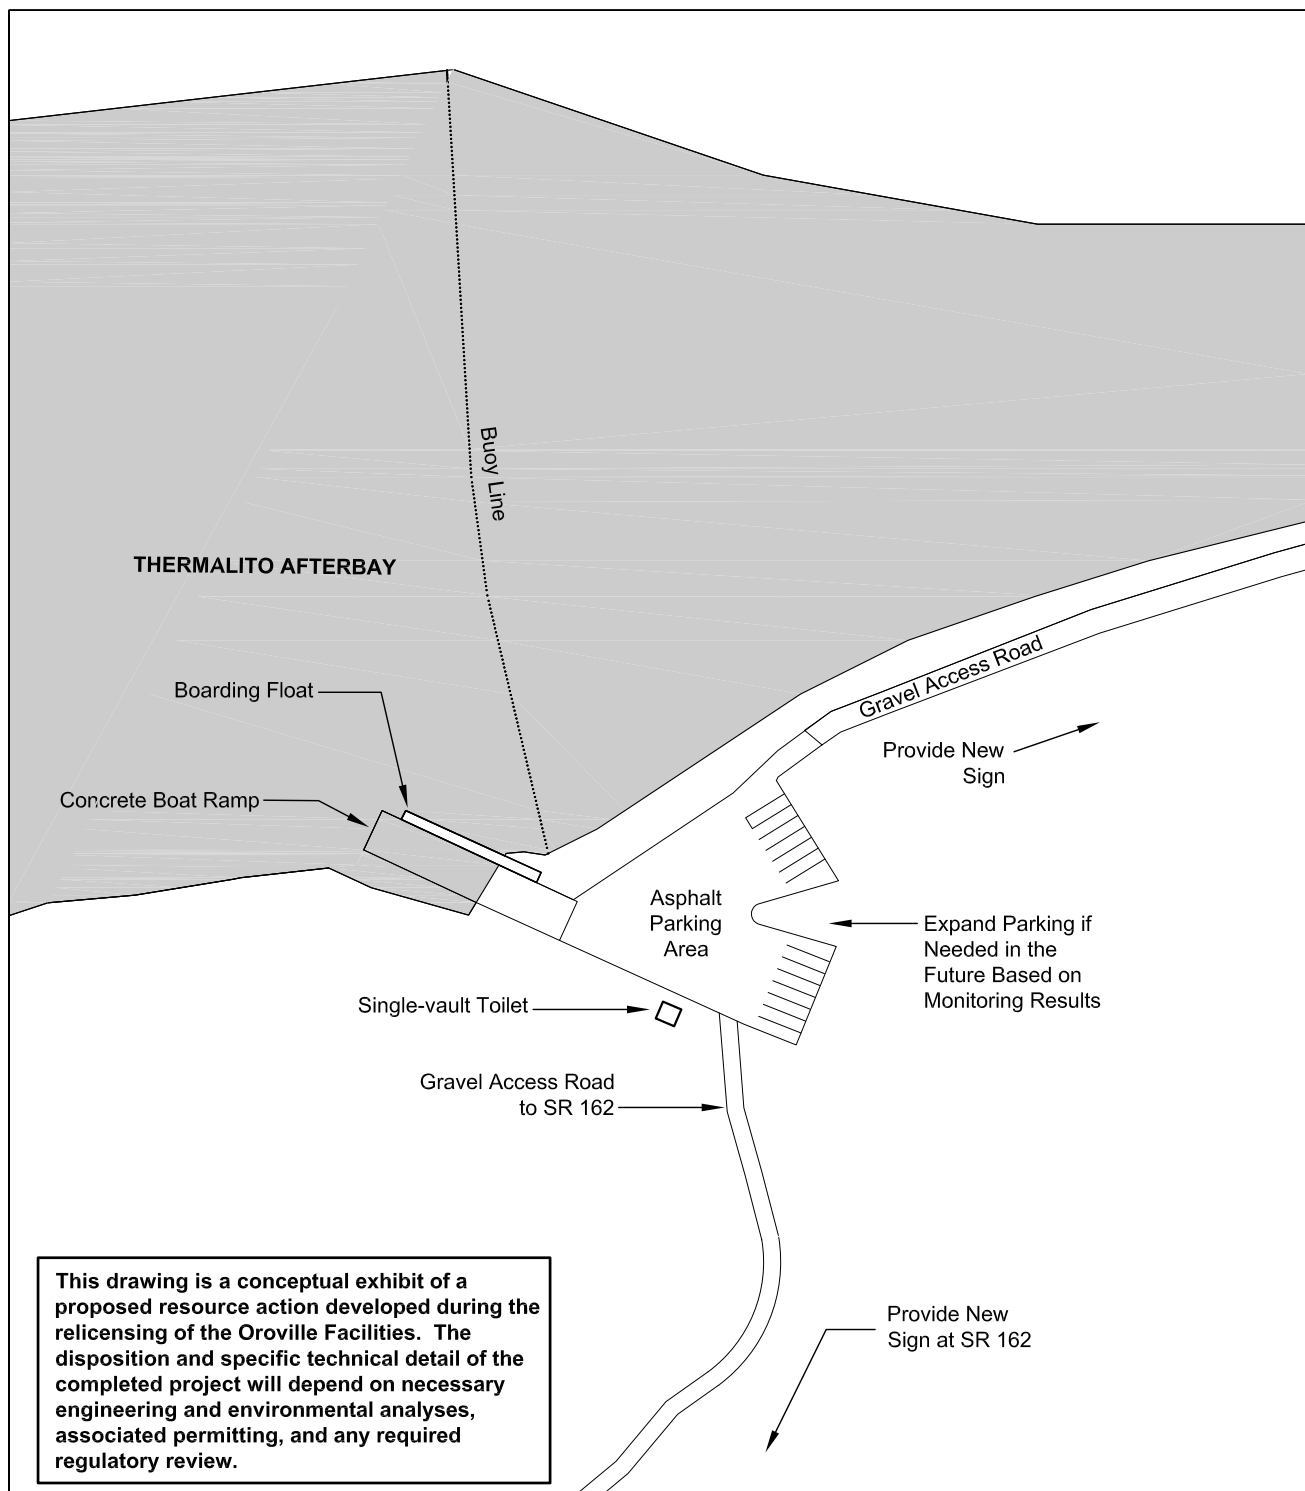 Buoy Line
THERMALITO AFTERBAY
Boarding Float
Gravel Access Road
Provide New
Sign
Concrete Boat Ramp
Asphalt
Parking
Area
Expand Parking if
Needed in the
Future Based on
Monitoring Results
Single-vault Toilet
Gravel Access Road
to SR 162
This drawing is a conceptual exhibit of a
proposed resource action developed during the
relicensing of the Oroville Facilities.  The
disposition and specific technical detail of the
completed project will depend on necessary
engineering and environmental analyses,
associated permitting, and any required
regulatory review.
Provide New
Sign at SR 162